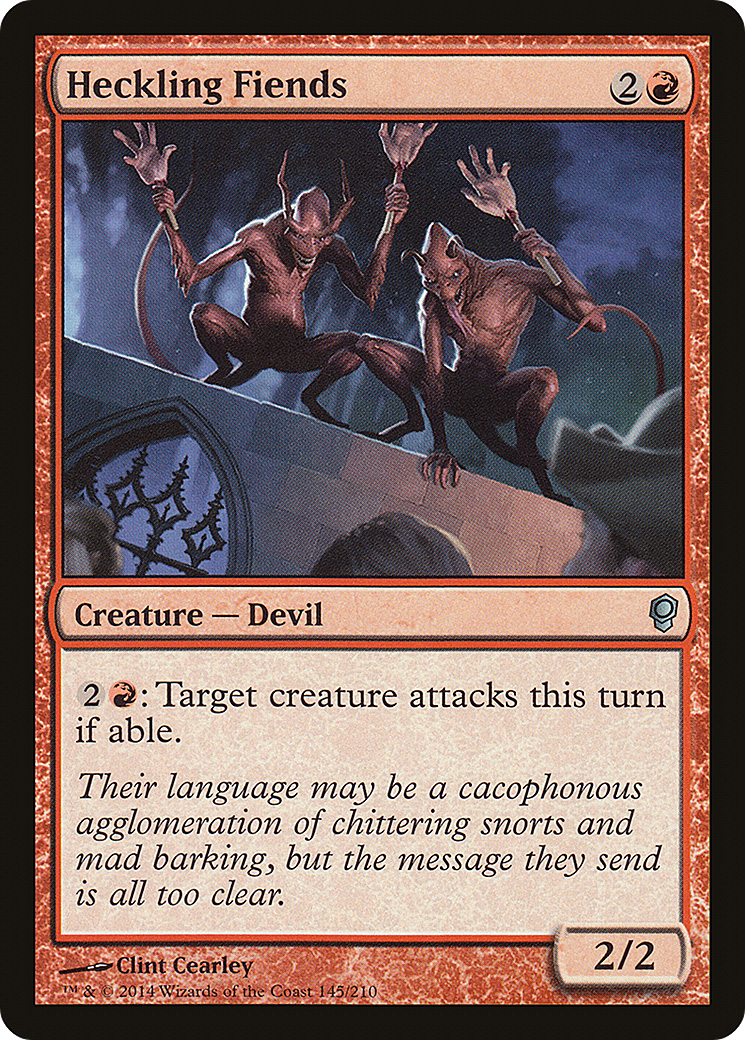 Heckling Fiends 2
Creature — Devil
2: Target creature attacks this turn
if able.
Their language may be a cacophonous
agglomeration of chittering snorts and
mad barking, but the message they send
is all too clear.
2/2
Clint Cearley
™ & © 2014 Wizards of the Coast 145/210